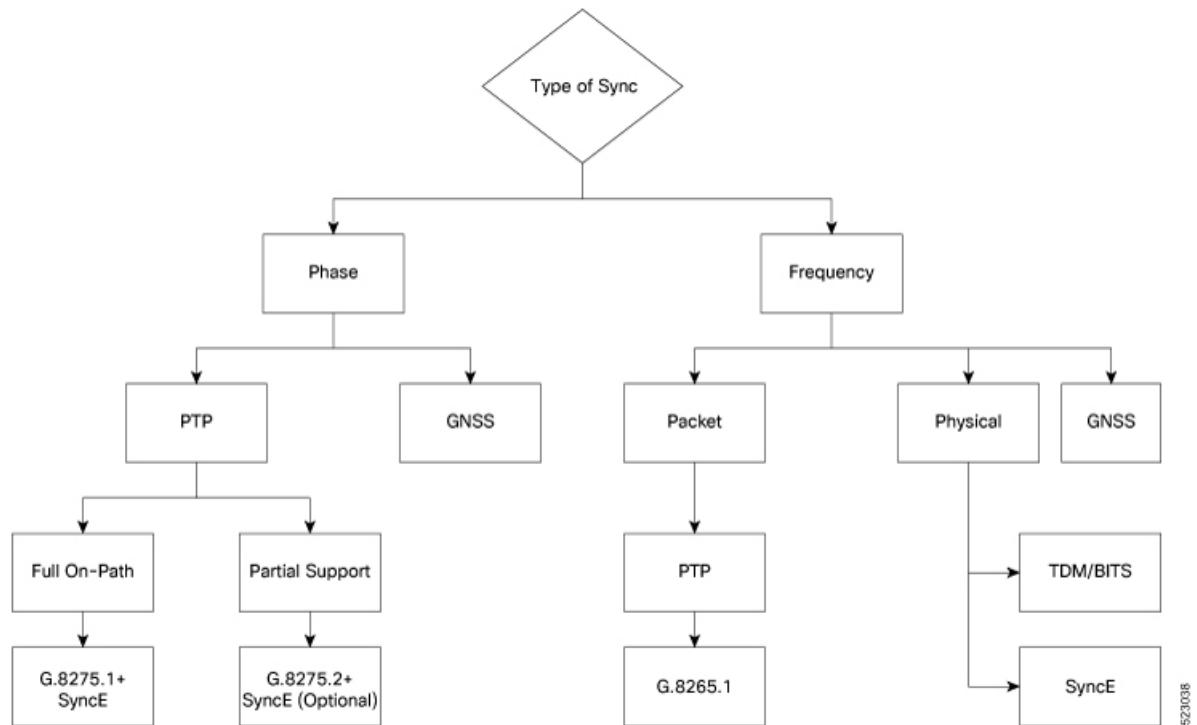 Type of Sync
Phase
Frequency
PTP
GNSS
Packet
Physical
GNSS
Full On-Path
Partial Support
PTP
TDM/BITS
G.8275.1+
SyncE
G.8275.2+
SyncE (Optional)
G.8265.1
SyncE
523038